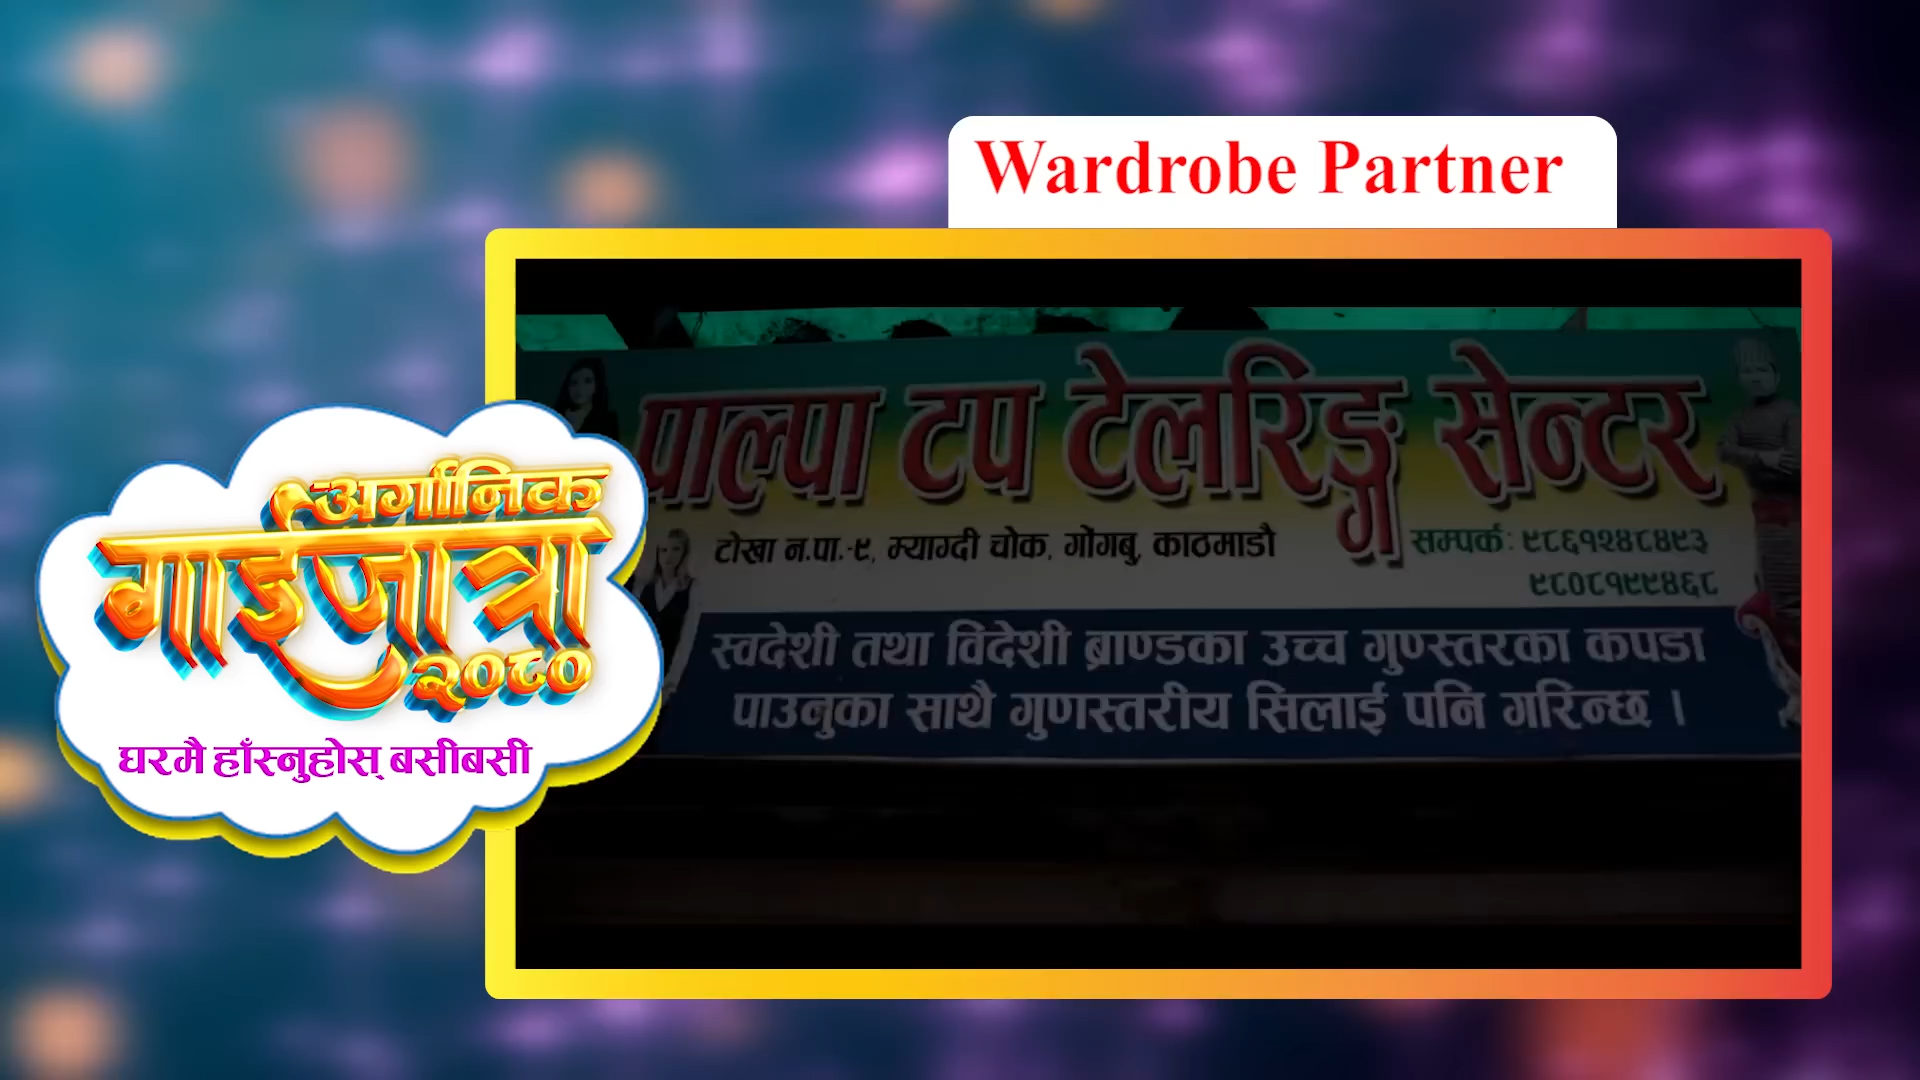 Wardrobe Partner
पाल्पा टप टेलरिङ्ग सेन्टर
टोखा न.पा.-९, म्याग्दी चोक, गोंगबु, काठमाडौ
सम्पर्क: ९८६१२४८४९३
९८०८१९९४६८
स्वदेशी तथा विदेशी ब्राण्डका उच्च गुण्स्तरका कपडा
पाउनुका साथै गुणस्तरीय सिलाई पनि गरिन्छ ।
अर्गानिक
गाईजात्रा
२०८०
घरमै हाँस्नुहोस् बसीबसी